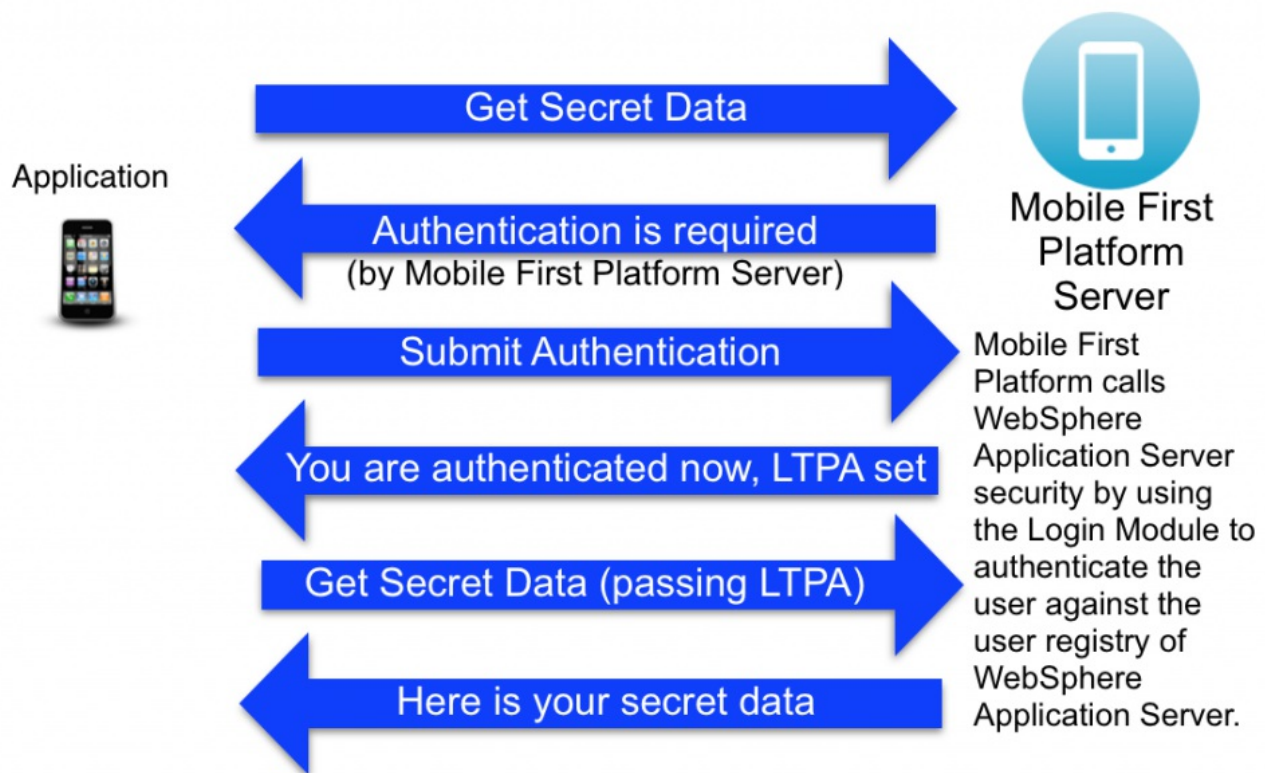 Get Secret Data
Application
Authentication is required
(by Mobile First Platform Server)
Submit Authentication
You are authenticated now, LTPA set
Get Secret Data (passing LTPA)
Here is your secret data
Mobile First
Platform
Server
Mobile First
Platform calls
WebSphere
Application Server
security by using
the Login Module to
authenticate the
user against the
user registry of
WebSphere
Application Server.